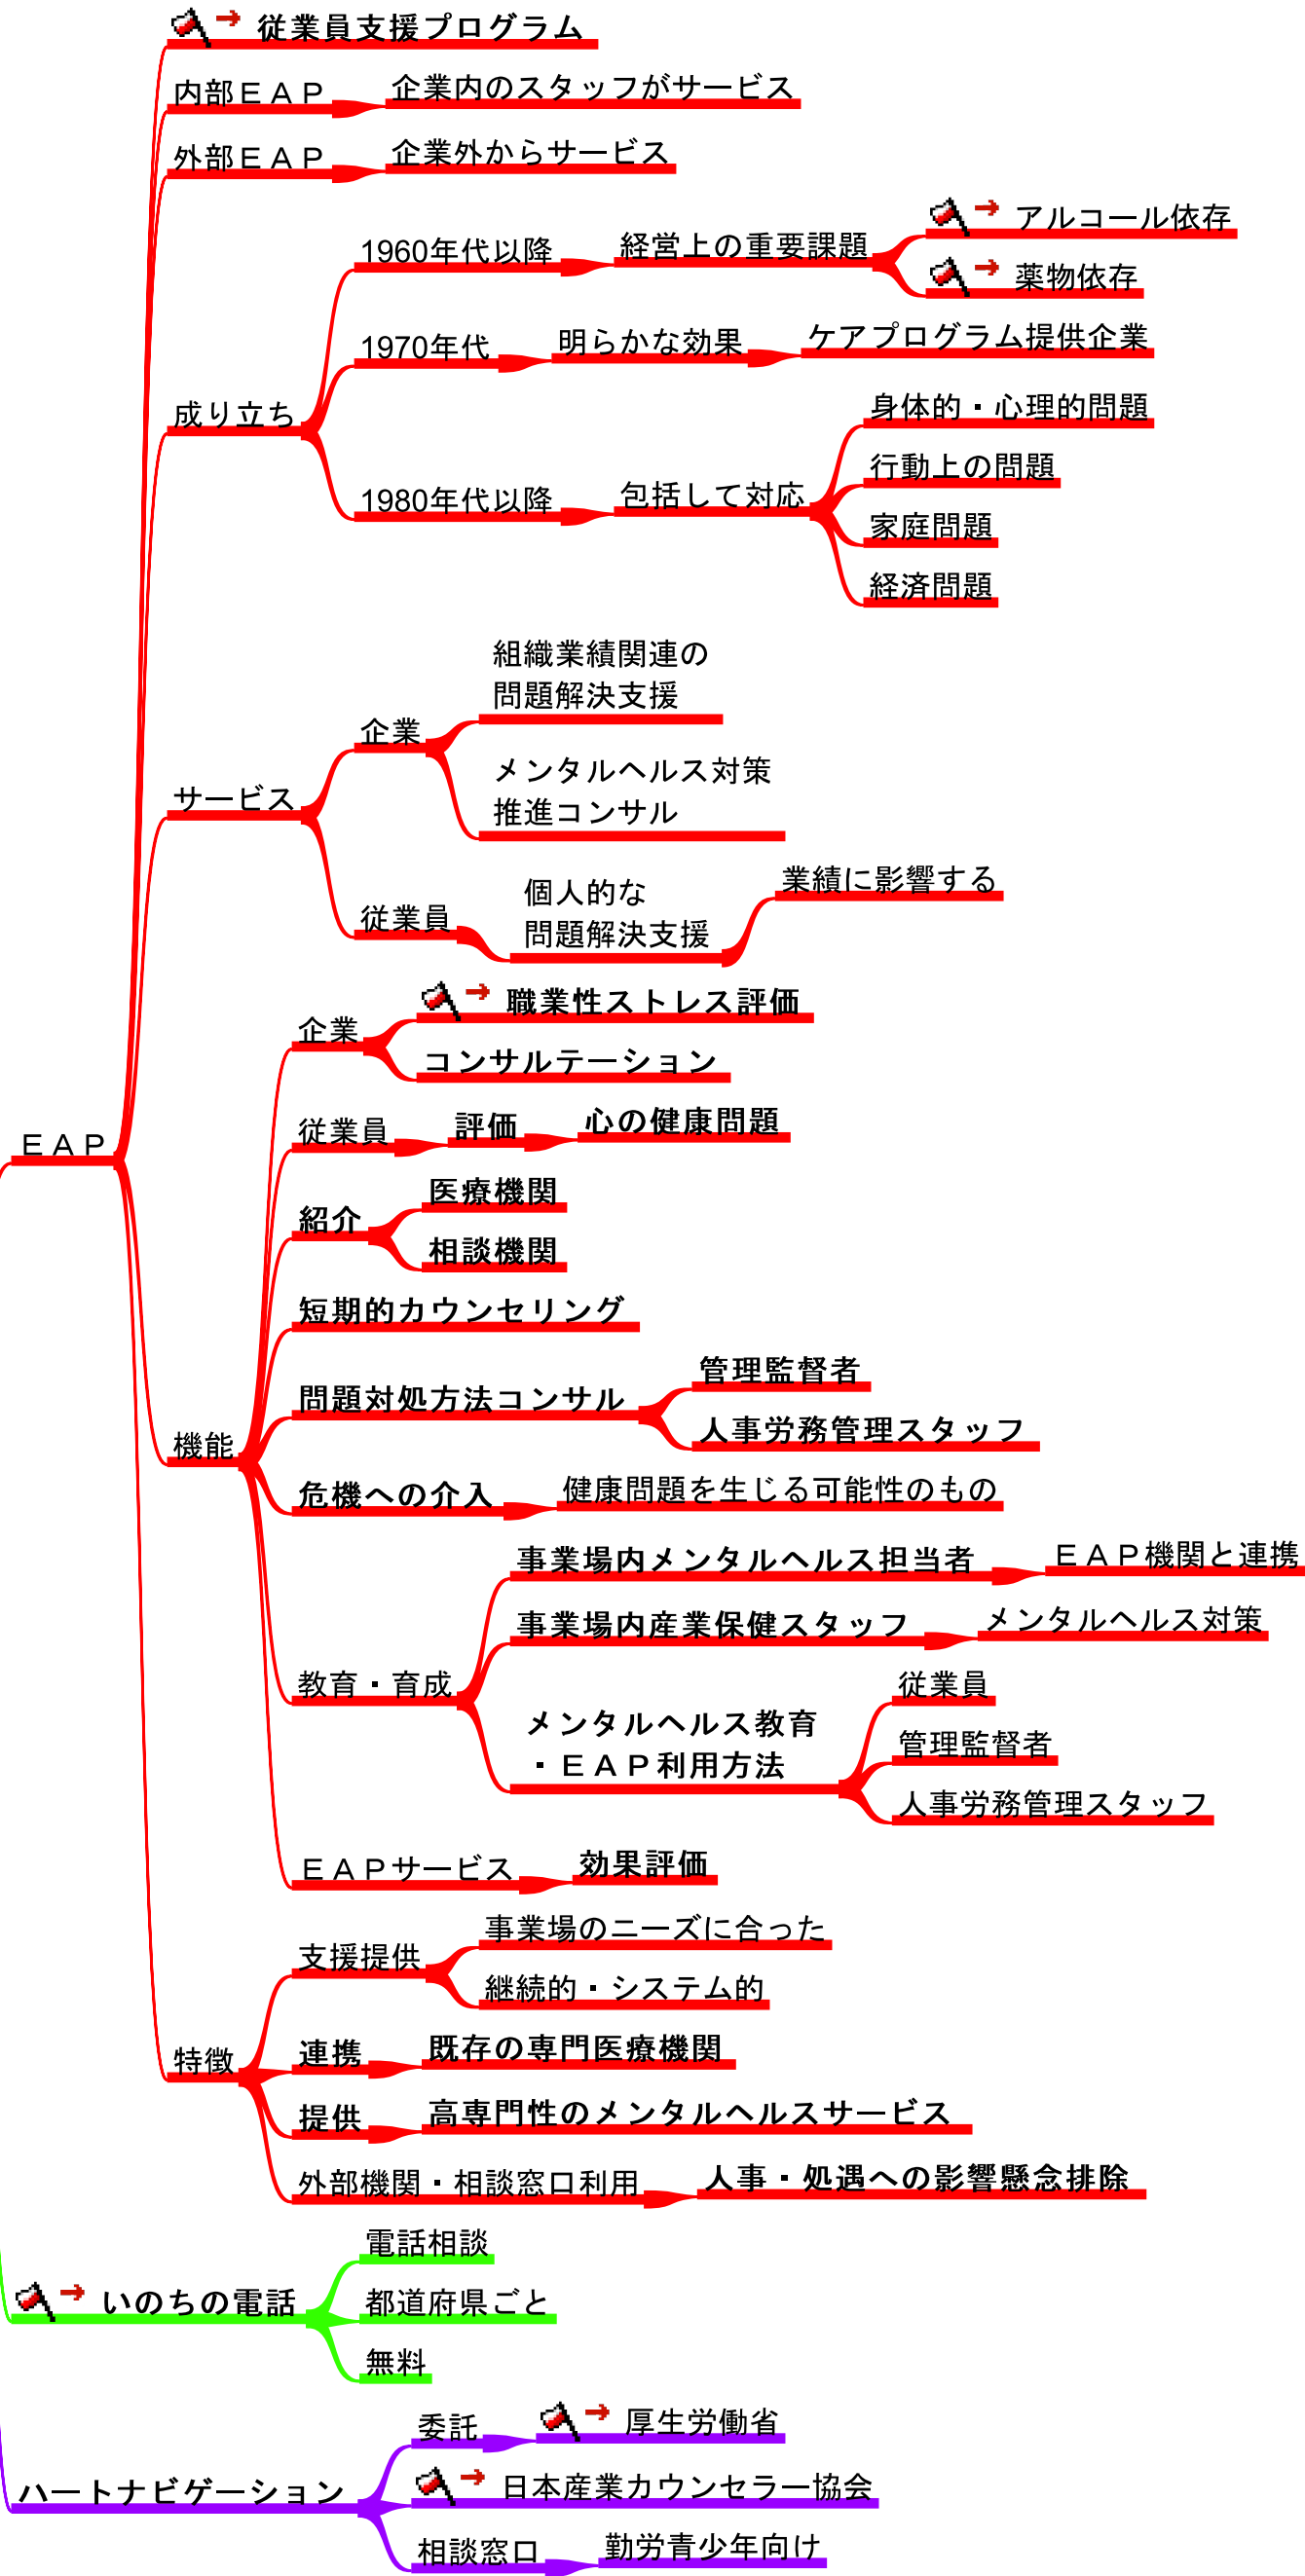 従業員支援プログラム
内部ＥＡＰ
企業内のスタッフがサービス
外部ＥＡＰ
企業外からサービス
成り立ち
1960年代以降
経営上の重要課題
アルコール依存
薬物依存
1970年代
明らかな効果
ケアプログラム提供企業
1980年代以降
包括して対応
身体的・心理的問題
行動上の問題
家庭問題
経済問題
サービス
企業
組織業績関連の
問題解決支援
メンタルヘルス対策
推進コンサル
従業員
個人的な
問題解決支援
業績に影響する
ＥＡＰ
機能
企業
職業性ストレス評価
コンサルテーション
従業員
評価
心の健康問題
紹介
医療機関
相談機関
短期的カウンセリング
問題対処方法コンサル
管理監督者
人事労務管理スタッフ
危機への介入
健康問題を生じる可能性のもの
教育・育成
事業場内メンタルヘルス担当者
ＥＡＰ機関と連携
事業場内産業保健スタッフ
メンタルヘルス対策
メンタルヘルス教育
・ＥＡＰ利用方法
従業員
管理監督者
人事労務管理スタッフ
ＥＡＰサービス
効果評価
特徴
支援提供
事業場のニーズに合った
継続的・システム的
連携
既存の専門医療機関
提供
高専門性のメンタルヘルスサービス
外部機関・相談窓口利用
人事・処遇への影響懸念排除
いのちの電話
電話相談
都道府県ごと
無料
ハートナビゲーション
委託
厚生労働省
日本産業カウンセラー協会
相談窓口
勤労青少年向け